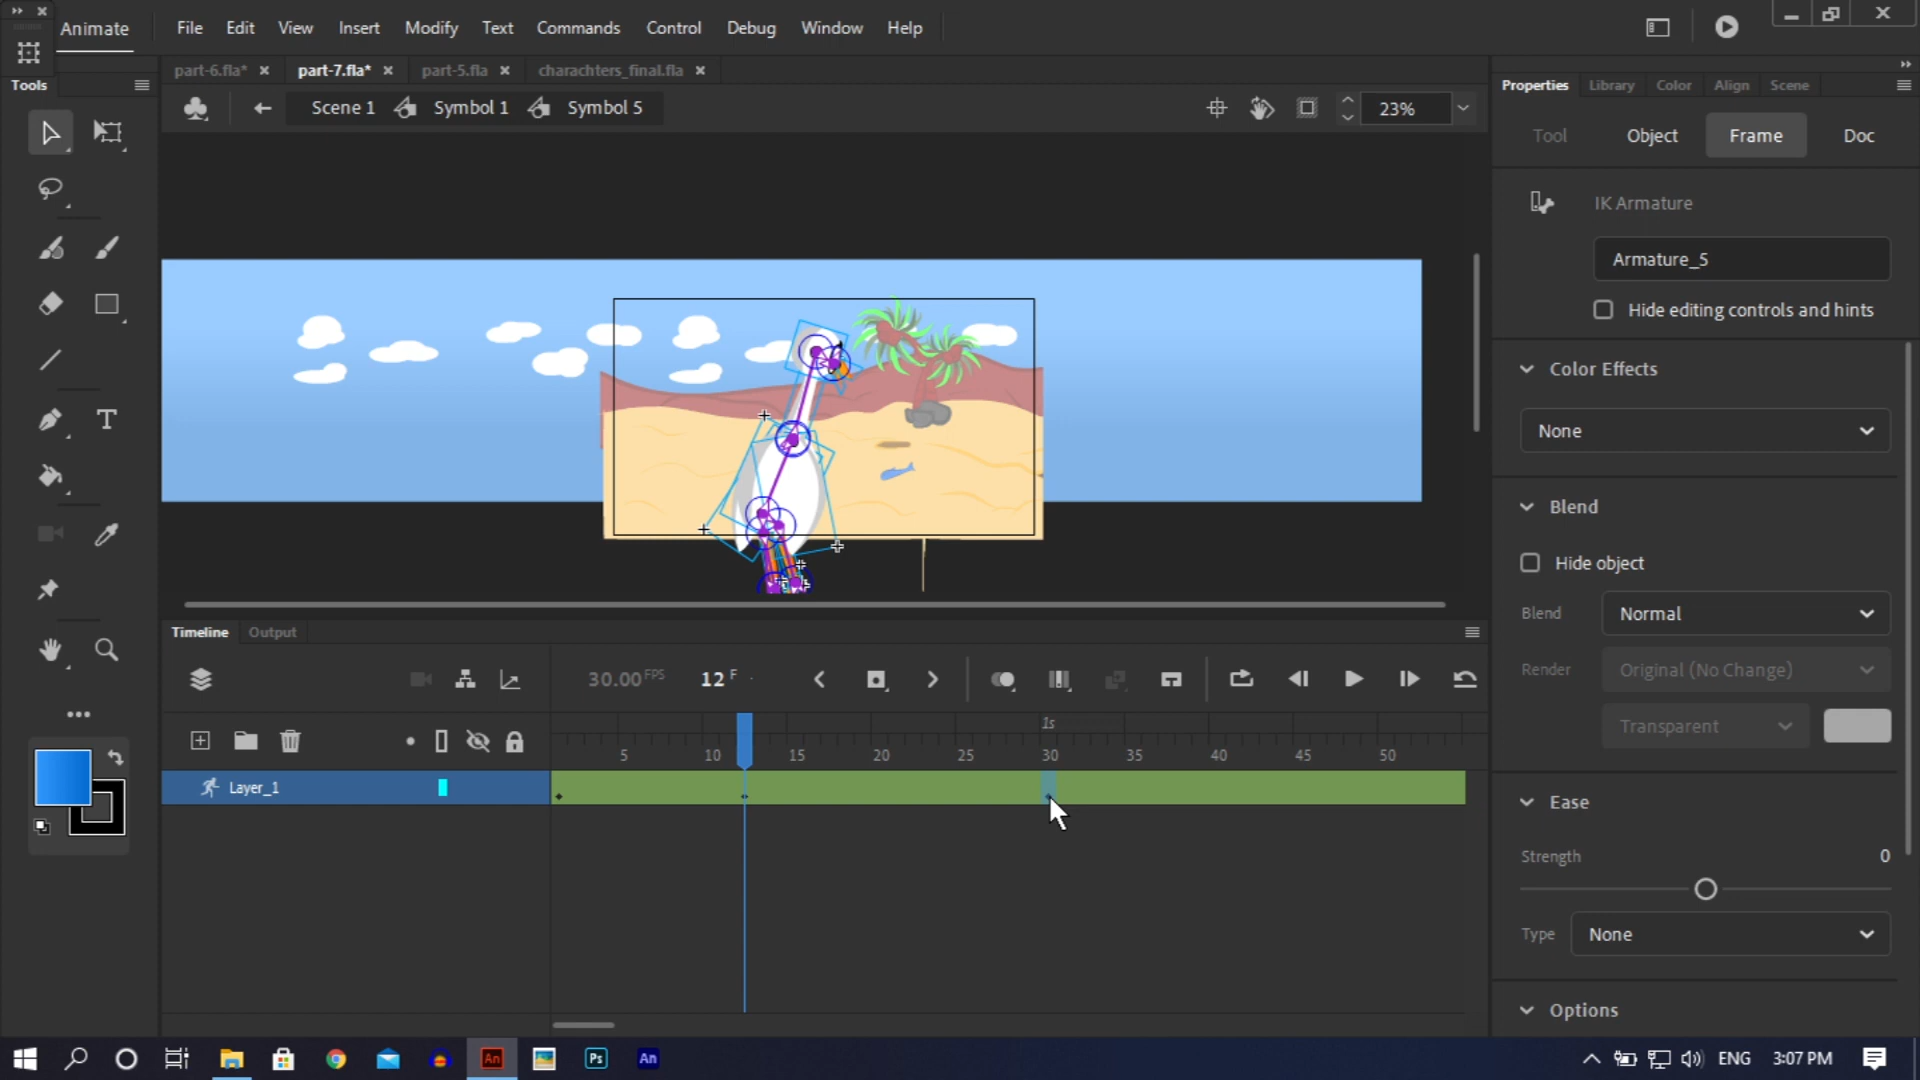 Animate File Edit View Insert Modify Text Commands Control Debug Window Help
Tools
part-6.fla* part-7.fla* part-5.fla charachters_final.fla
Scene 1 Symbol 1 Symbol 5 23%
Properties Library Color Align Scene
Tool Object Frame Doc
IK Armature
Armature_5
Hide editing controls and hints
Color Effects
None
Blend
Hide object
Blend Normal
Render Original (No Change)
Transparent
Ease
Strength 0
Type None
Options
Timeline Output
30.00 FPS 12 F
1s
5 10 15 20 25 30 35 40 45 50
Layer_1
T
An Ps An
ENG 3:07 PM